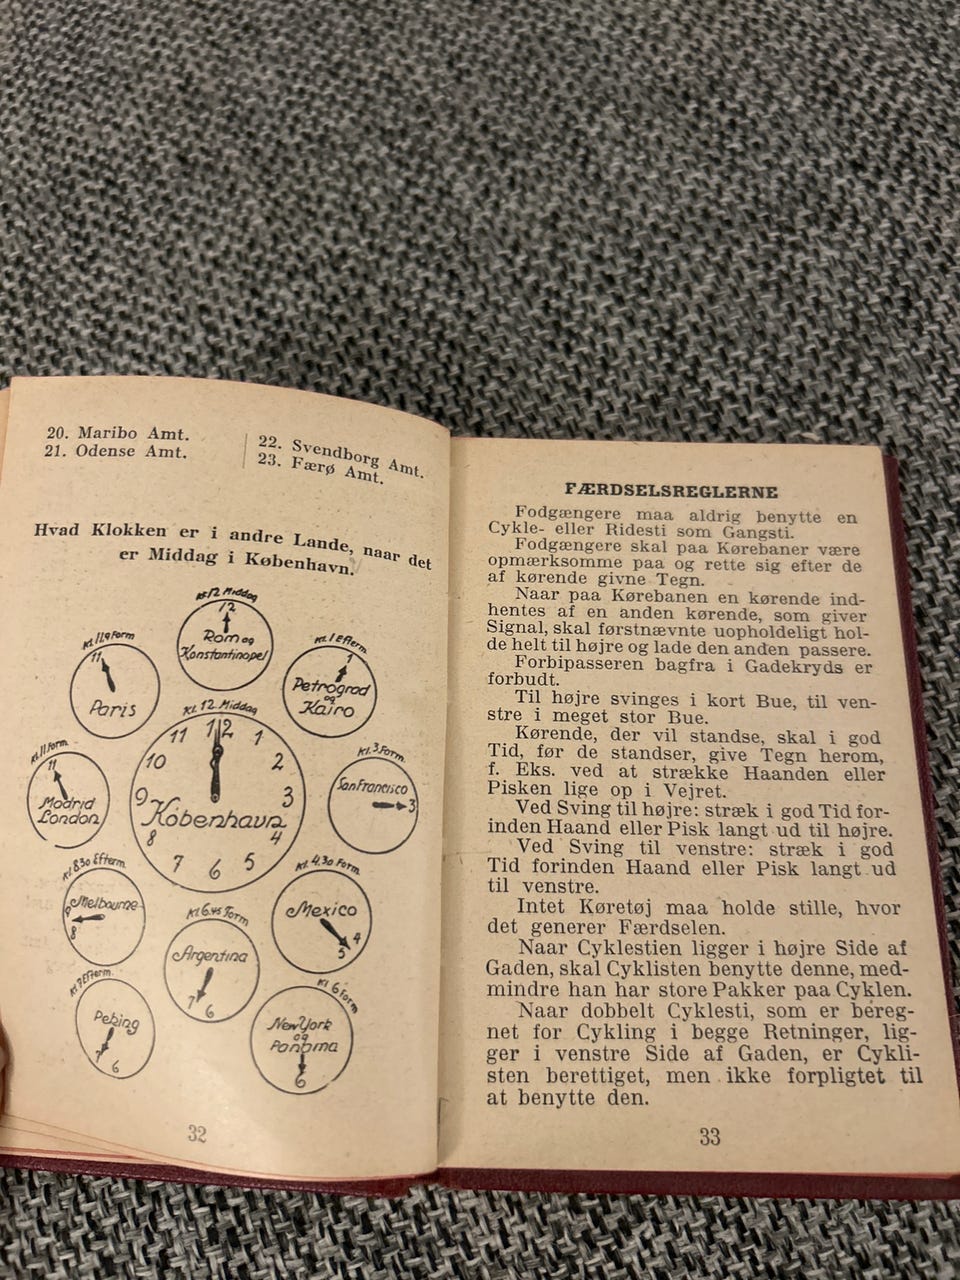 20. Maribo Amt.
21. Odense Amt.
22. Svendborg Amt.
23. Færø Amt.
Hvad Klokken er i andre Lande, naar det
er Middag i København.
Kl. 12 Middag
12
Rom og
Konstantinopel
Kl. 11,9 Form
11
Paris
Kl. 1 Efterm.
1
Petrograd
og
Kairo
Kl. 12. Middag
12
11
1
10
2
9
3
København
8
4
7
6
5
Kl. 11 Form.
11
Madrid
London
Kl. 3. Form.
San Francisco
3
Kl. 8.30 Efterm.
Melbourne
9
8
Kl. 4.30 Form.
Mexico
4
5
Kl. 6.45 Form
Argentina
7
6
Kl. 7 Efterm.
Peking
7
6
Kl. 6 Form
New York
og
Panama
6
32
FÆRDSELSREGLERNE
Fodgængere maa aldrig benytte en
Cykle- eller Ridesti som Gangsti.
Fodgængere skal paa Kørebaner være
opmærksomme paa og rette sig efter de
af kørende givne Tegn.
Naar paa Kørebanen en kørende ind-
hentes af en anden kørende, som giver
Signal, skal førstnævnte uopholdeligt hol-
de helt til højre og lade den anden passere.
Forbipasseren bagfra i Gadekryds er
forbudt.
Til højre svinges i kort Bue, til ven-
stre i meget stor Bue.
Kørende, der vil standse, skal i god
Tid, før de standser, give Tegn herom,
f. Eks. ved at strække Haanden eller
Pisken lige op i Vejret.
Ved Sving til højre: stræk i god Tid for-
inden Haand eller Pisk langt ud til højre.
Ved Sving til venstre: stræk i god
Tid forinden Haand eller Pisk langt ud
til venstre.
Intet Køretøj maa holde stille, hvor
det generer Færdselen.
Naar Cyklestien ligger i højre Side af
Gaden, skal Cyklisten benytte denne, med-
mindre han har store Pakker paa Cyklen.
Naar dobbelt Cyklesti, som er bereg-
net for Cykling i begge Retninger, lig-
ger i venstre Side af Gaden, er Cykli-
sten berettiget, men ikke forpligtet til
at benytte den.
33